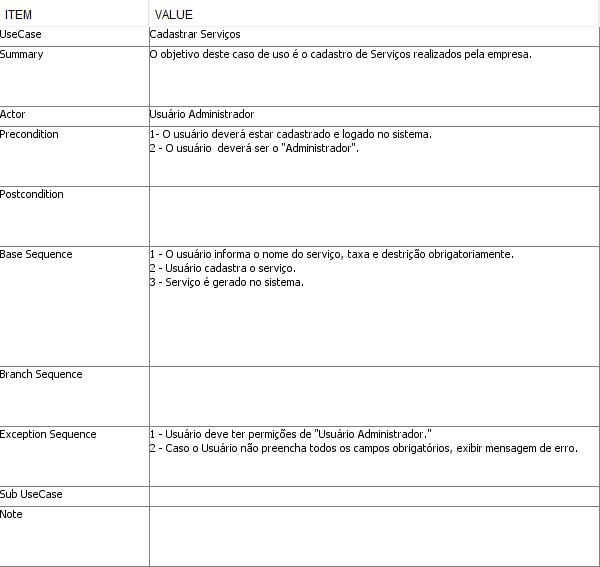 ITEM VALUE
UseCase Cadastrar Serviços
Summary O objetivo deste caso de uso é o cadastro de Serviços realizados pela empresa.
Actor Usuário Administrador
Precondition 1- O usuário deverá estar cadastrado e logado no sistema.
2 - O usuário  deverá ser o "Administrador".
Postcondition
Base Sequence 1 - O usuário informa o nome do serviço, taxa e destrição obrigatoriamente.
2 - Usuário cadastra o serviço.
3 - Serviço é gerado no sistema.
Branch Sequence
Exception Sequence 1 - Usuário deve ter permições de "Usuário Administrador."
2 - Caso o Usuário não preencha todos os campos obrigatórios, exibir mensagem de erro.
Sub UseCase
Note